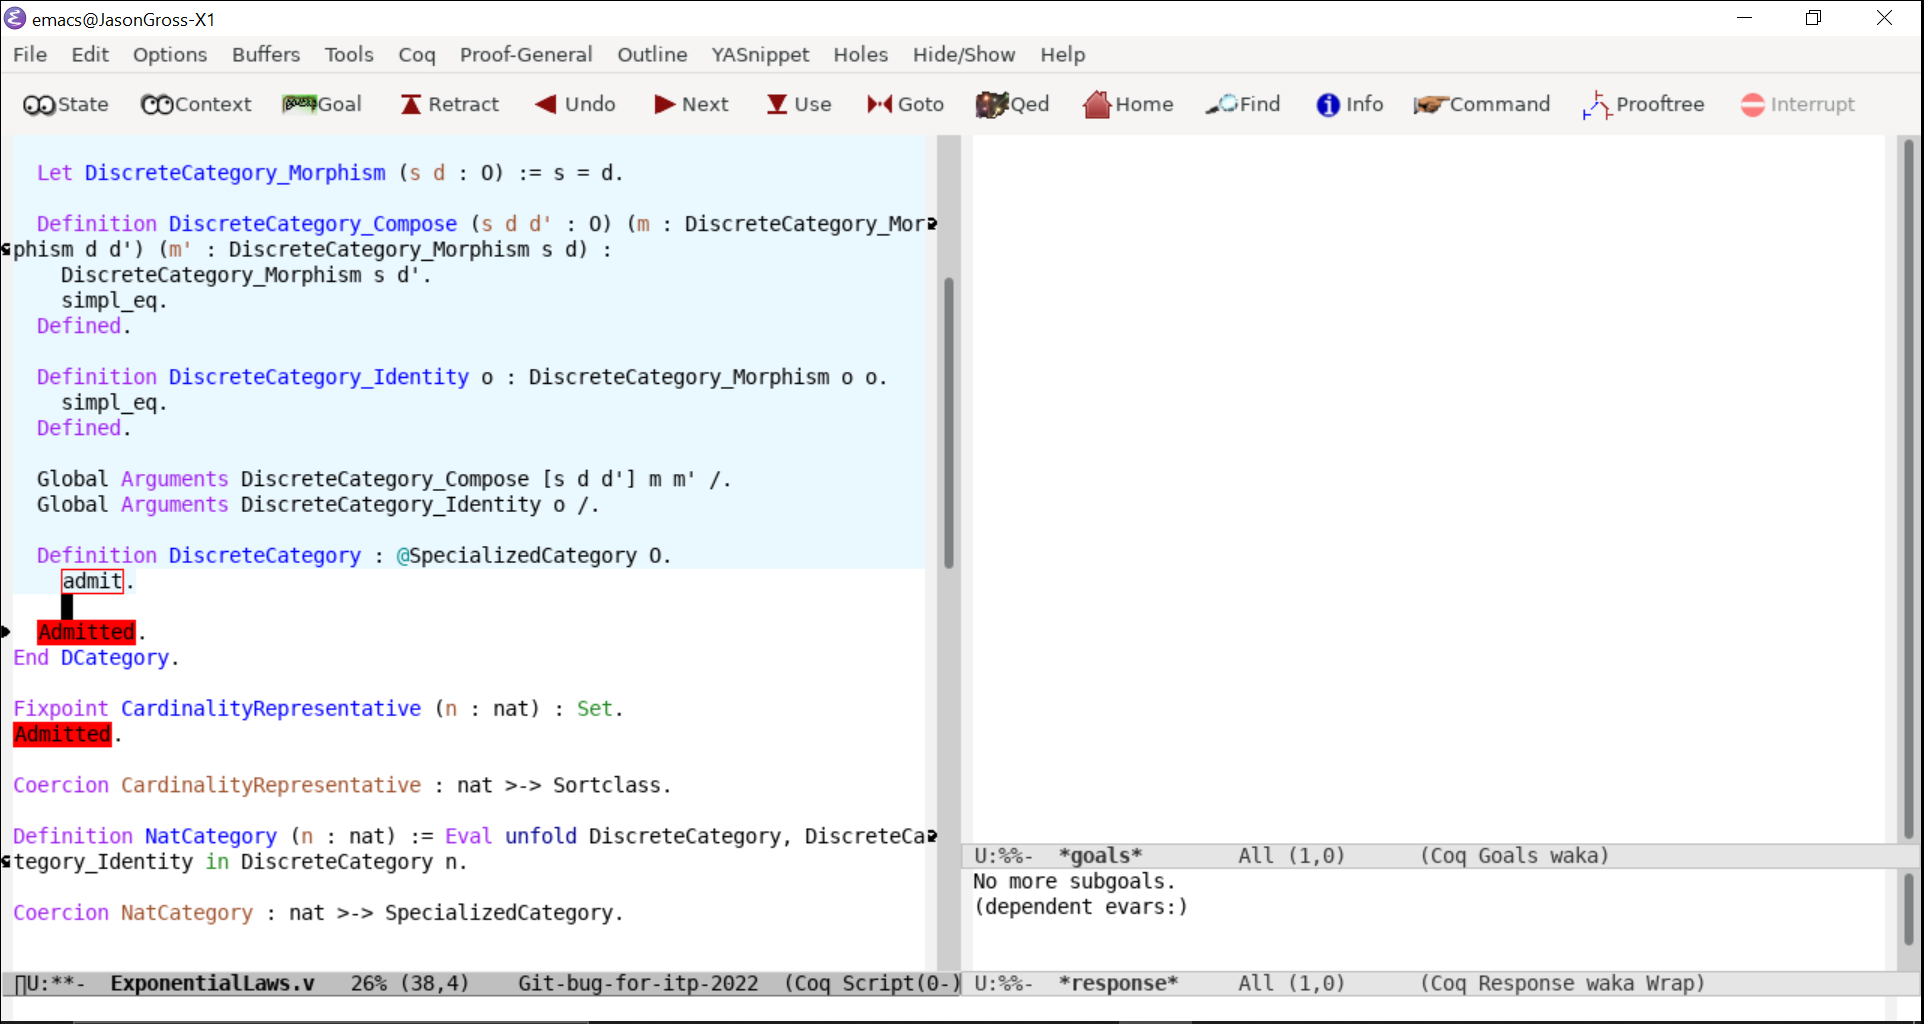 emacs@JasonGross-X1
File Edit Options Buffers Tools Coq Proof-General Outline YASnippet Holes Hide/Show Help
State Context Goal Retract Undo Next Use Goto Qed Home Find Info Command Prooftree Interrupt
Let DiscreteCategory_Morphism (s d : O) := s = d.
Definition DiscreteCategory_Compose (s d d' : O) (m : DiscreteCategory_Mor
phism d d') (m' : DiscreteCategory_Morphism s d) :
DiscreteCategory_Morphism s d'.
simpl_eq.
Defined.
Definition DiscreteCategory_Identity o : DiscreteCategory_Morphism o o.
simpl_eq.
Defined.
Global Arguments DiscreteCategory_Compose [s d d'] m m' /.
Global Arguments DiscreteCategory_Identity o /.
Definition DiscreteCategory : @SpecializedCategory O.
admit.
Admitted.
End DCategory.
Fixpoint CardinalityRepresentative (n : nat) : Set.
Admitted.
Coercion CardinalityRepresentative : nat >-> Sortclass.
Definition NatCategory (n : nat) := Eval unfold DiscreteCategory, DiscreteCa
tegory_Identity in DiscreteCategory n.
Coercion NatCategory : nat >-> SpecializedCategory.
U:**- ExponentialLaws.v 26% (38,4) Git-bug-for-itp-2022 (Coq Script(0-)
U:%%- *goals* All (1,0) (Coq Goals waka)
No more subgoals.
(dependent evars:)
U:%%- *response* All (1,0) (Coq Response waka Wrap)